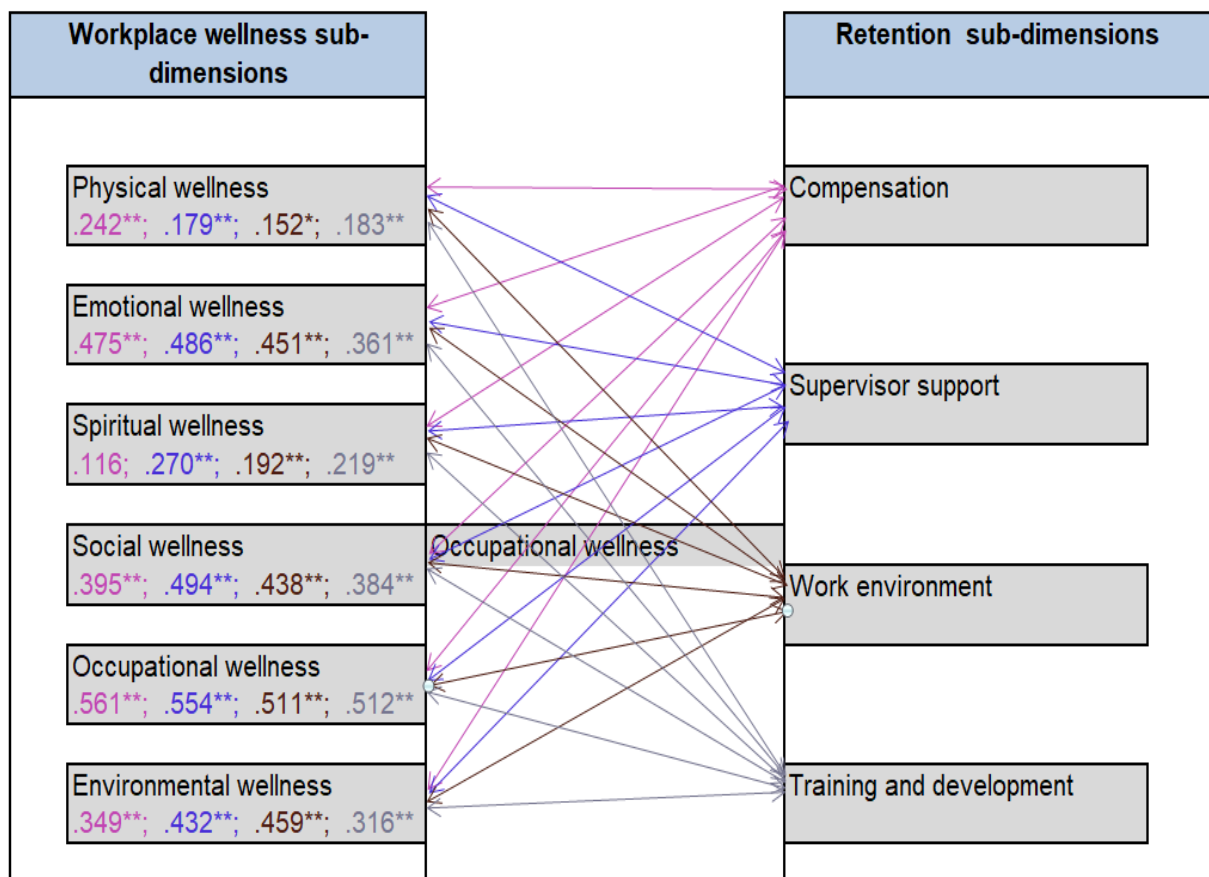 Workplace wellness sub-
dimensions
Retention sub-dimensions
Physical wellness
.242**; .179**; .152*; .183**
Emotional wellness
.475**; .486**; .451**; .361**
Spiritual wellness
.116; .270**; .192**; .219**
Social wellness
.395**; .494**; .438**; .384**
Occupational wellness
.561**; .554**; .511**; .512**
Environmental wellness
.349**; .432**; .459**; .316**
Occupational wellness
Compensation
Supervisor support
Work environment
Training and development